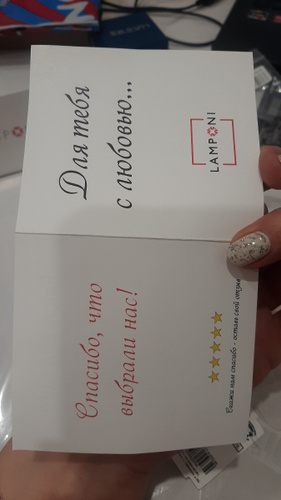 Для тебя
с любовью...
LAMPONI
Спасибо, что
выбрали нас!
Скажи нам спасибо - оставь свой отзыв